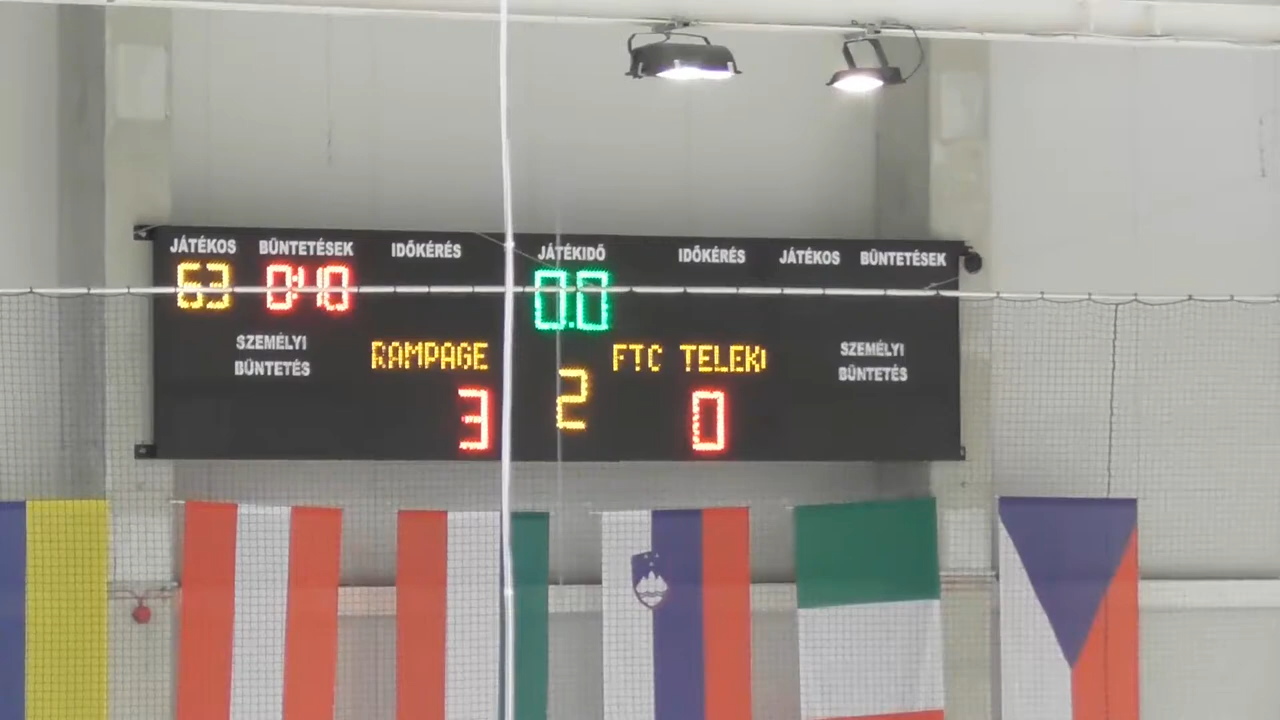 JÁTÉKOS BÜNTETÉSEK IDŐKÉRÉS JÁTÉKIDŐ IDŐKÉRÉS JÁTÉKOS BÜNTETÉSEK
63 0:40 0.0
SZEMÉLYI BÜNTETÉS
RAMPAGE FTC TELEKI
SZEMÉLYI BÜNTETÉS
3 2 0